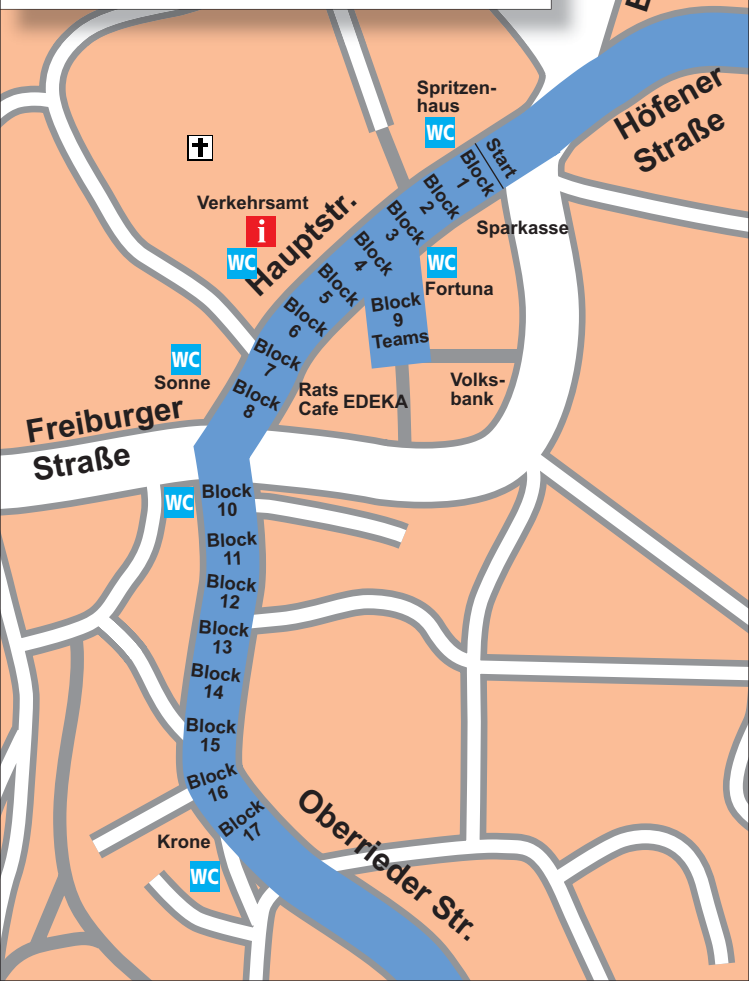 E
Höfener
Straße
Spritzen-
haus
WC
Start
Block
1
Block
2
Block
3
Block
4
Block
5
Block
6
Block
7
Block
8
Block
9
Teams
Verkehrsamt
i
WC
Hauptstr.
Sparkasse
WC
Fortuna
WC
Sonne
Rats
Cafe
EDEKA
Volks-
bank
Freiburger
Straße
WC
Block
10
Block
11
Block
12
Block
13
Block
14
Block
15
Block
16
Block
17
Krone
WC
Oberrieder Str.